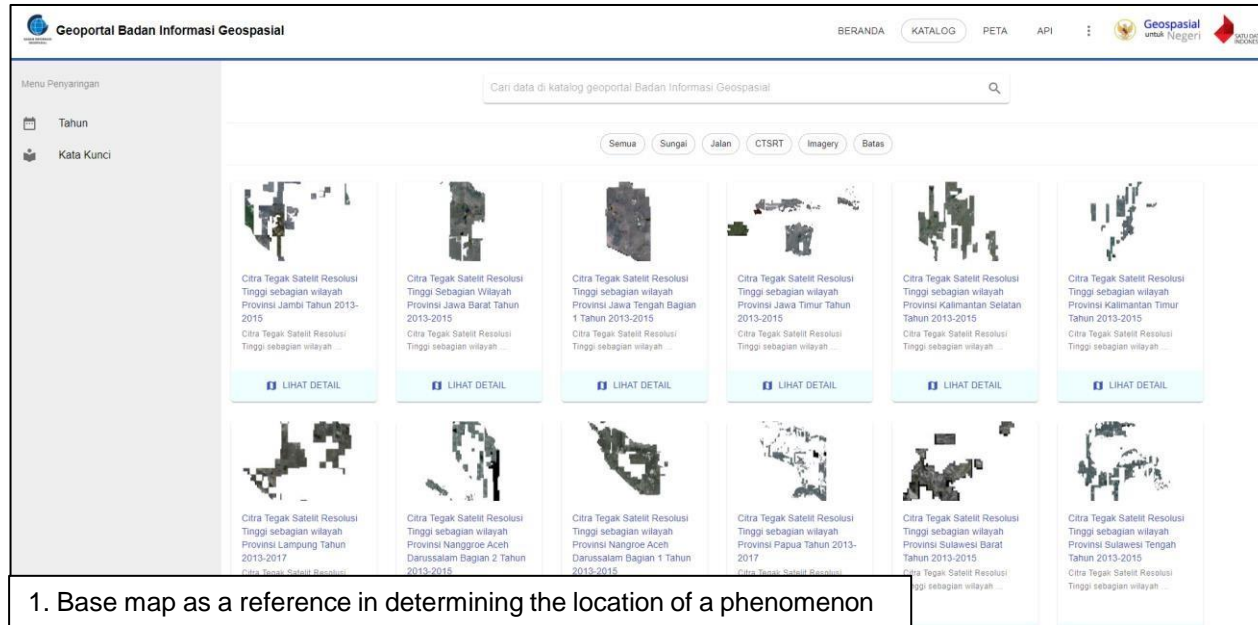 Geoportal Badan Informasi Geospasial
BERANDA
KATALOG
PETA
API
Geospasial
untuk Negeri
SATU DATA
INDONESIA
Menu Penyaringan
Tahun
Kata Kunci
Cari data di katalog geoportal Badan Informasi Geospasial
Semua
Sungai
Jalan
CTSRT
Imagery
Batas
Citra Tegak Satelit Resolusi
Tinggi sebagian wilayah
Provinsi Jambi Tahun 2013-
2015
Citra Tegak Satelit Resolusi
Tinggi sebagian wilayah ...
LIHAT DETAIL
Citra Tegak Satelit Resolusi
Tinggi Sebagian Wilayah
Provinsi Jawa Barat Tahun
2013-2015
Citra Tegak Satelit Resolusi
Tinggi sebagian wilayah ...
LIHAT DETAIL
Citra Tegak Satelit Resolusi
Tinggi sebagian wilayah
Provinsi Jawa Tengah Bagian
1 Tahun 2013-2015
Citra Tegak Satelit Resolusi
Tinggi sebagian wilayah ...
LIHAT DETAIL
Citra Tegak Satelit Resolusi
Tinggi sebagian wilayah
Provinsi Jawa Timur Tahun
2013-2015
Citra Tegak Satelit Resolusi
Tinggi sebagian wilayah ...
LIHAT DETAIL
Citra Tegak Satelit Resolusi
Tinggi sebagian wilayah
Provinsi Kalimantan Selatan
Tahun 2013-2015
Citra Tegak Satelit Resolusi
Tinggi sebagian wilayah ...
LIHAT DETAIL
Citra Tegak Satelit Resolusi
Tinggi sebagian wilayah
Provinsi Kalimantan Timur
Tahun 2013-2015
Citra Tegak Satelit Resolusi
Tinggi sebagian wilayah ...
LIHAT DETAIL
Citra Tegak Satelit Resolusi
Tinggi sebagian wilayah
Provinsi Lampung Tahun
2013-2017
Citra Tegak Satelit Resolusi
Citra Tegak Satelit Resolusi
Tinggi sebagian wilayah
Provinsi Nanggroe Aceh
Darussalam Bagian 2 Tahun
2013-2015
Citra Tegak Satelit Resolusi
Tinggi sebagian wilayah
Provinsi Nangroe Aceh
Darussalam Bagian 1 Tahun
2013-2015
Citra Tegak Satelit Resolusi
Tinggi sebagian wilayah
Provinsi Papua Tahun 2013-
2017
Citra Tegak Satelit Resolusi
Citra Tegak Satelit Resolusi
Tinggi sebagian wilayah
Provinsi Sulawesi Barat
Tahun 2013-2015
Citra Tegak Satelit Resolusi
Tinggi sebagian wilayah ...
Citra Tegak Satelit Resolusi
Tinggi sebagian wilayah
Provinsi Sulawesi Tengah
Tahun 2013-2015
Citra Tegak Satelit Resolusi
Tinggi sebagian wilayah ...
1. Base map as a reference in determining the location of a phenomenon